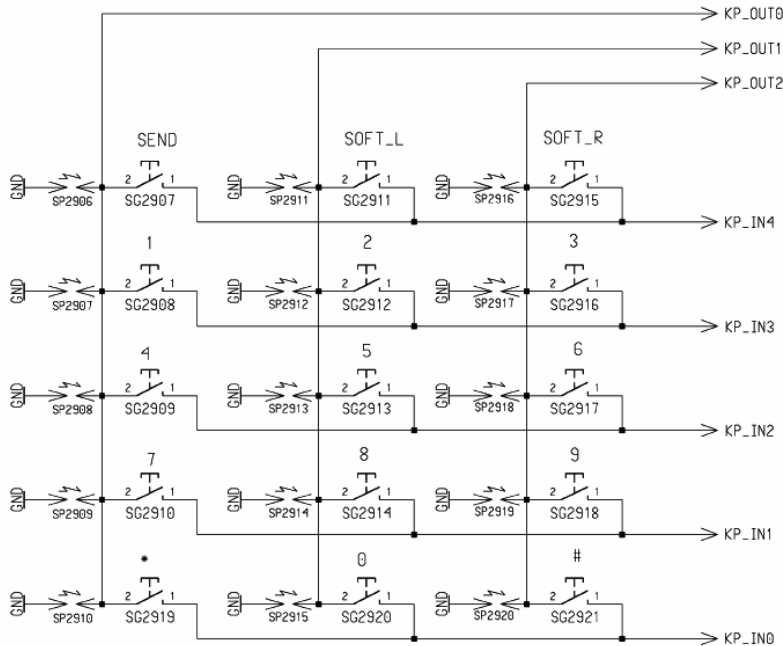 KP_OUT0
KP_OUT1
KP_OUT2
SEND SOFT_L SOFT_R
GND 2 1 GND 2 1 GND 2 1
SP2906 SG2907 SP2911 SG2911 SP2916 SG2915
KP_IN4
1 2 3
GND 2 1 GND 2 1 GND 2 1
SP2907 SG2908 SP2912 SG2912 SP2917 SG2916
KP_IN3
4 5 6
GND 2 1 GND 2 1 GND 2 1
SP2908 SG2909 SP2913 SG2913 SP2918 SG2917
KP_IN2
7 8 9
GND 2 1 GND 2 1 GND 2 1
SP2909 SG2910 SP2914 SG2914 SP2919 SG2918
KP_IN1
* 0 #
GND 2 1 GND 2 1 GND 2 1
SP2910 SG2919 SP2915 SG2920 SP2920 SG2921
KP_IN0